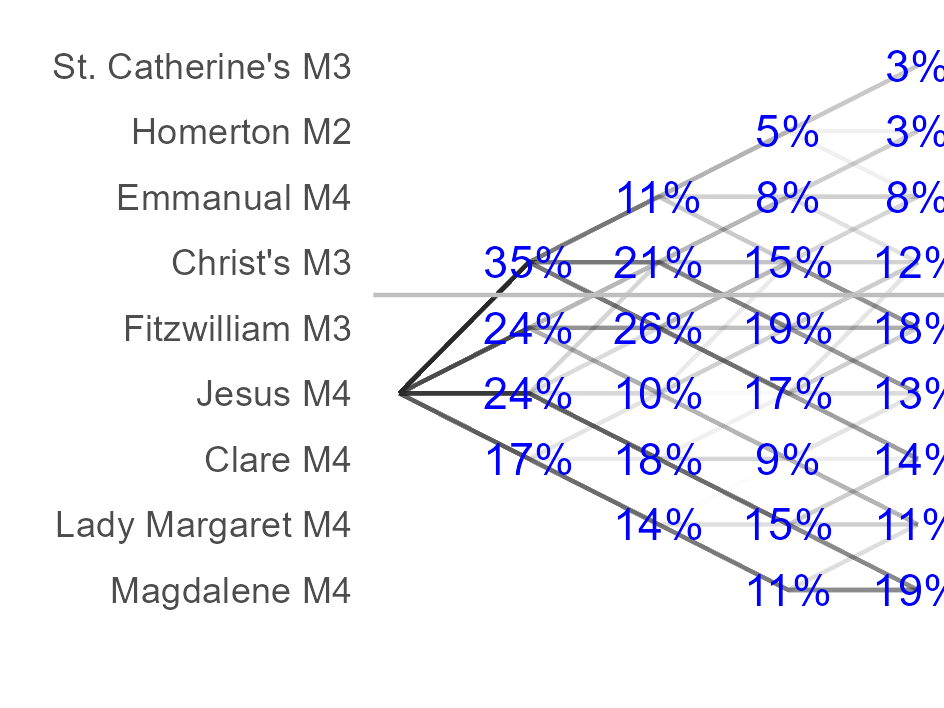 St. Catherine's M3 3%
Homerton M2 5% 3%
Emmanual M4 11% 8% 8%
Christ's M3 35% 21% 15% 12%
Fitzwilliam M3 24% 26% 19% 18%
Jesus M4 24% 10% 17% 13%
Clare M4 17% 18% 9% 14%
Lady Margaret M4 14% 15% 11%
Magdalene M4 11% 19%